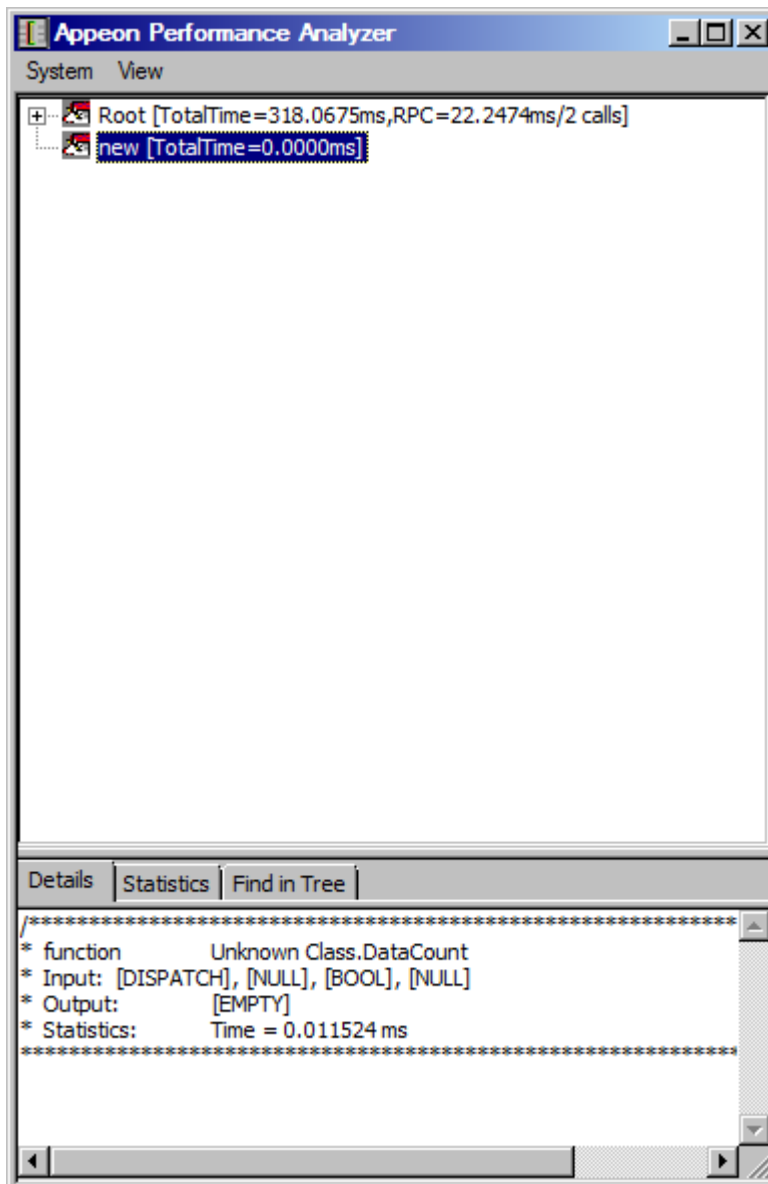 Appeon Performance Analyzer
System View
Root [TotalTime=318.0675ms,RPC=22.2474ms/2 calls]
new [TotalTime=0.0000ms]
Details Statistics Find in Tree
/***********************************************************
* function Unknown Class.DataCount
* Input: [DISPATCH], [NULL], [BOOL], [NULL]
* Output: [EMPTY]
* Statistics: Time = 0.011524 ms
************************************************************